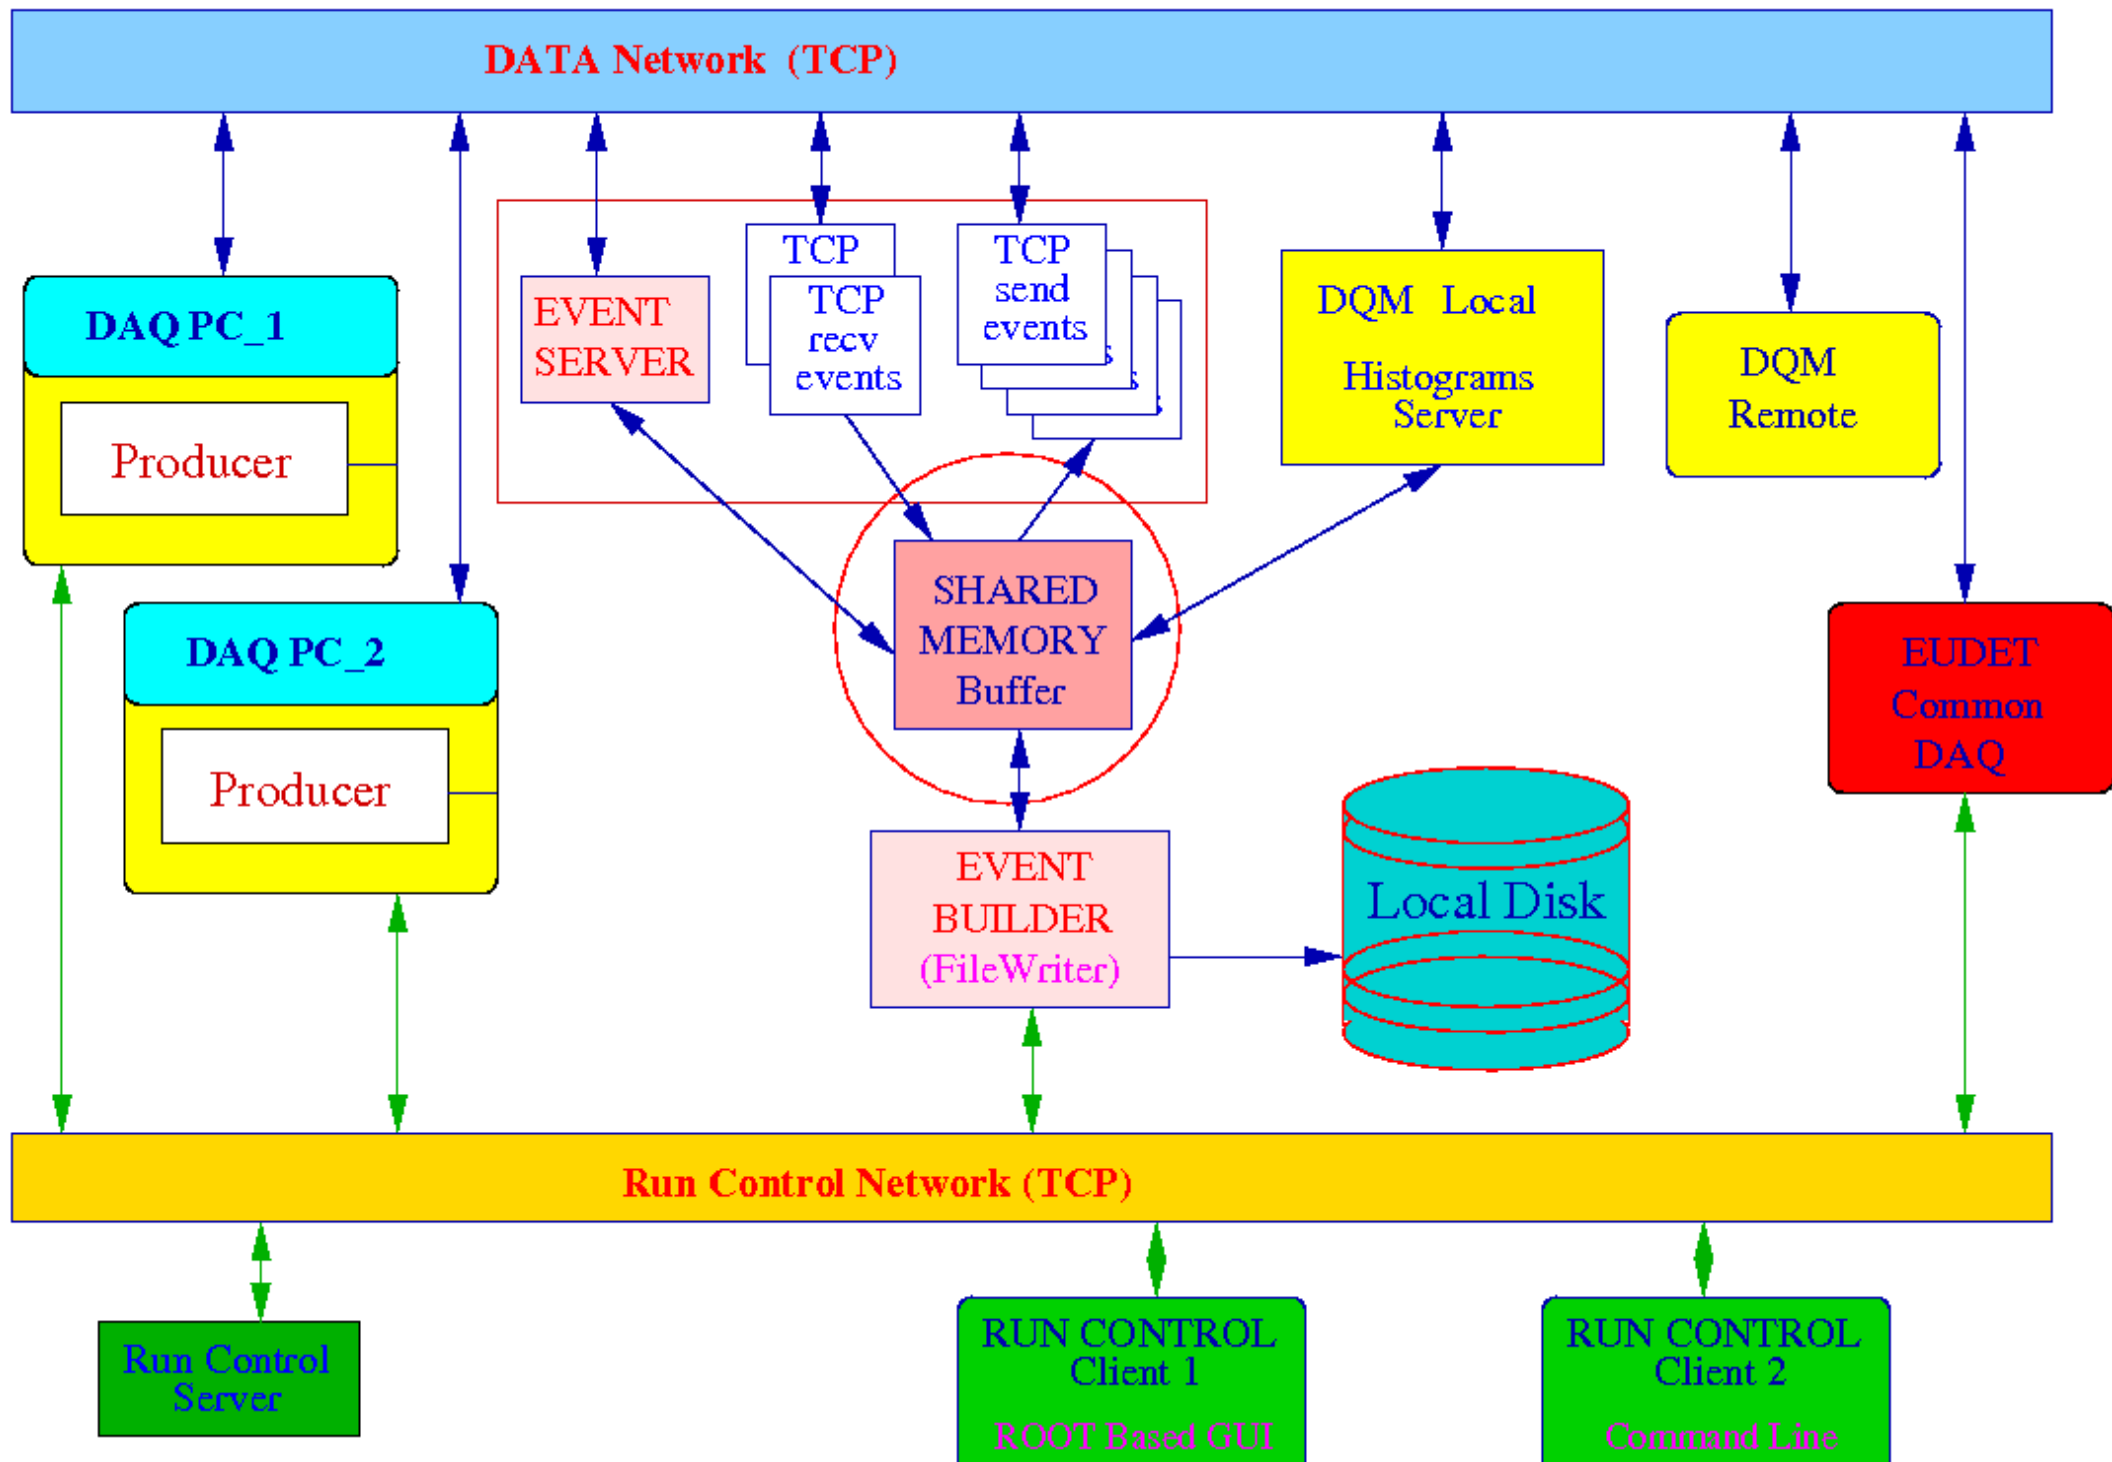 DATA Network (TCP)
DAQ PC_1
Producer
DAQ PC_2
Producer
EVENT
SERVER
TCP
TCP
recv
events
TCP
send
events
s
s
s
DQM Local
Histograms
Server
DQM
Remote
SHARED
MEMORY
Buffer
EUDET
Common
DAQ
EVENT
BUILDER
(FileWriter)
Local Disk
Run Control Network (TCP)
Run Control
Server
RUN CONTROL
Client 1
ROOT Based GUI
RUN CONTROL
Client 2
Command Line